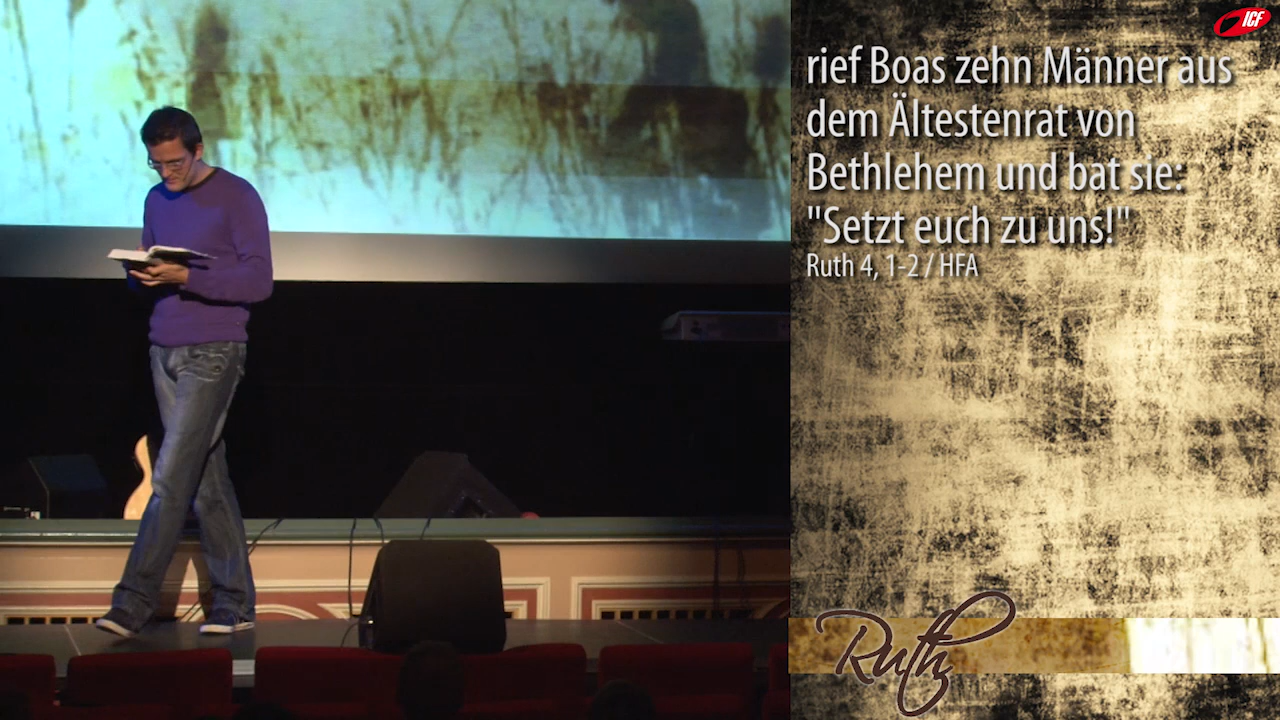 ICF
rief Boas zehn Männer aus
dem Ältestenrat von
Bethlehem und bat sie:
"Setzt euch zu uns!"
Ruth 4, 1-2 / HFA
Ruth